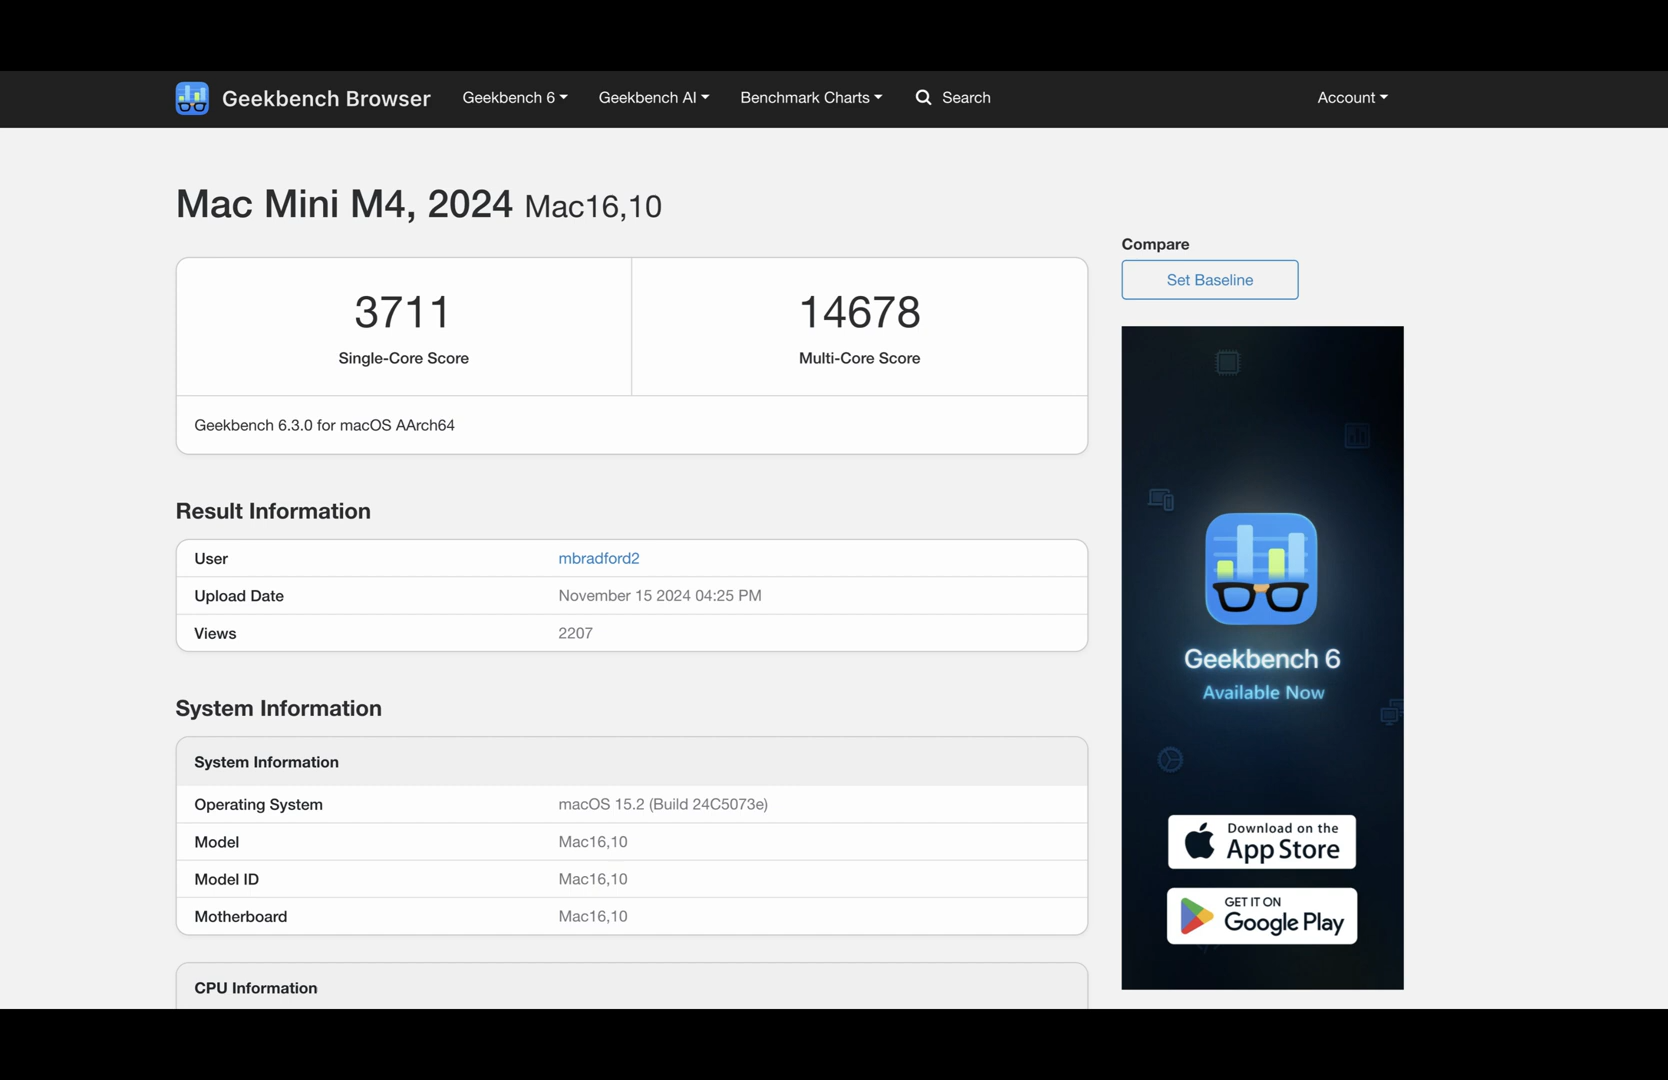 Geekbench Browser Geekbench 6 Geekbench AI Benchmark Charts Search Account
Mac Mini M4, 2024 Mac16,10
3711
Single-Core Score
14678
Multi-Core Score
Geekbench 6.3.0 for macOS AArch64
Result Information
User mbradford2
Upload Date November 15 2024 04:25 PM
Views 2207
System Information
System Information
Operating System macOS 15.2 (Build 24C5073e)
Model Mac16,10
Model ID Mac16,10
Motherboard Mac16,10
CPU Information
Compare
Set Baseline
Geekbench 6
Available Now
Download on the
App Store
GET IT ON
Google Play